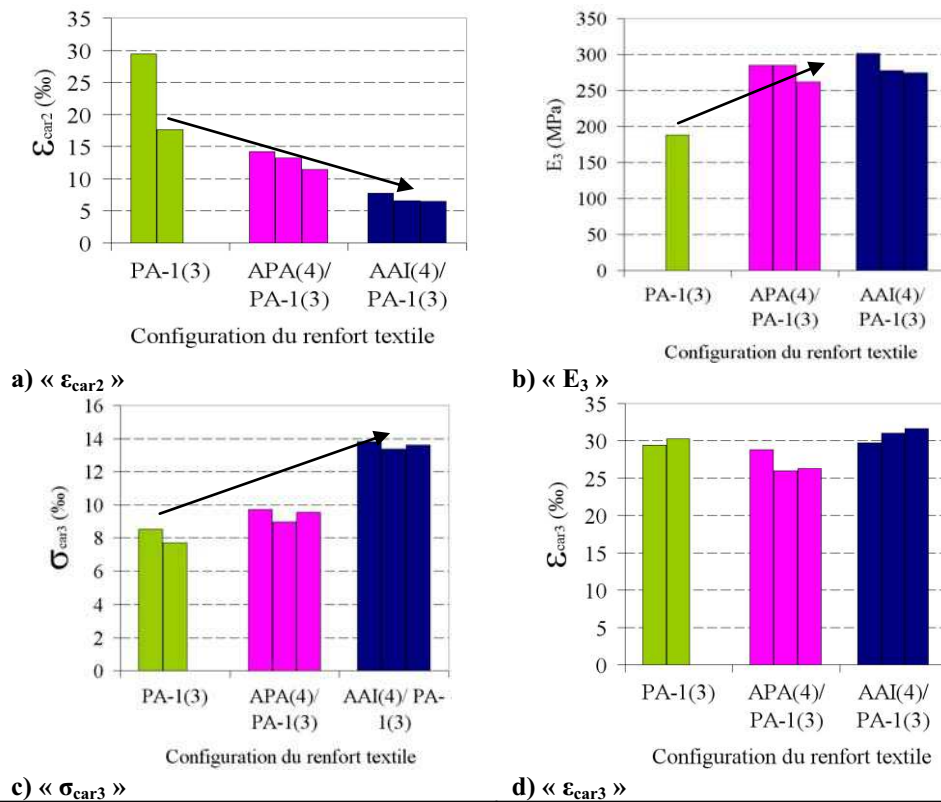 35
30
25
20
15
10
5
0
εcar2 (‰)
PA-1(3) APA(4)/ AAI(4)/
PA-1(3) PA-1(3)
Configuration du renfort textile
a) « εcar2 »
350
300
250
200
150
100
50
0
E3 (MPa)
PA-1(3) APA(4)/ AAI(4)/
PA-1(3) PA-1(3)
Configuration du renfort textile
b) « E3 »
16
14
12
10
8
6
4
2
0
σcar3 (‰)
PA-1(3) APA(4)/ AAI(4)/ PA-
PA-1(3) 1(3)
Configuration du renfort textile
c) « σcar3 »
35
30
25
20
15
10
5
0
εcar3 (‰)
PA-1(3) APA(4)/ AAI(4)/
PA-1(3) PA-1(3)
Configuration du renfort textile
d) « εcar3 »